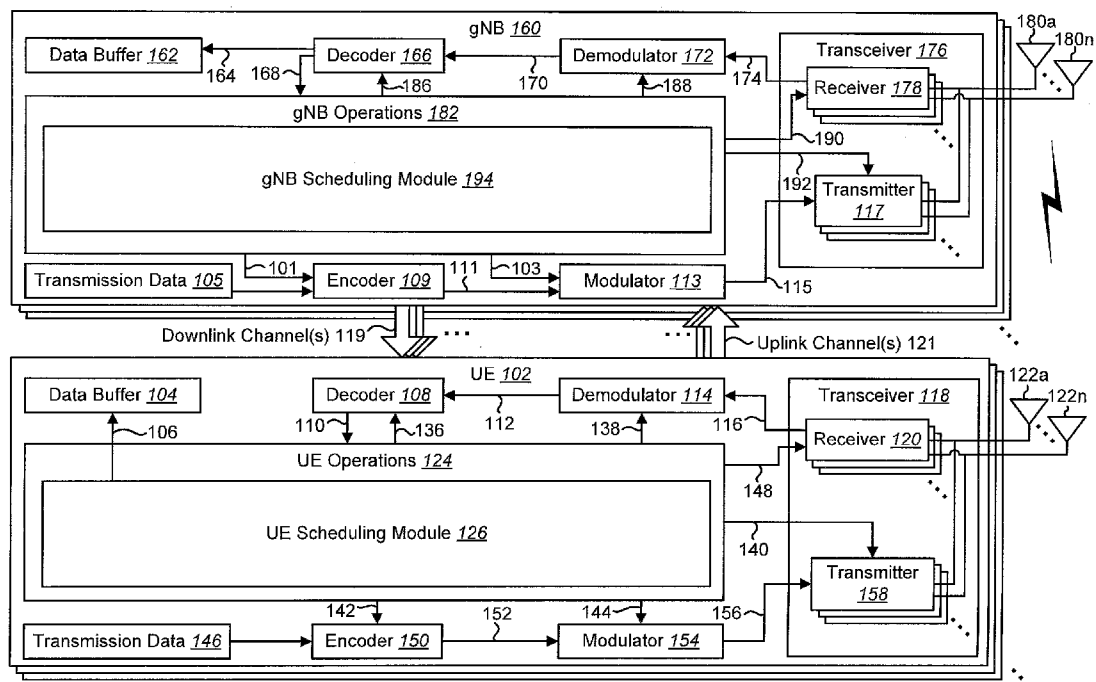 gNB 160
180a
180n
Data Buffer 162
164
168
Decoder 166
186
170
Demodulator 172
188
174
Transceiver 176
Receiver 178
gNB Operations 182
190
gNB Scheduling Module 194
192
Transmitter
117
101
103
Transmission Data 105
Encoder 109
111
Modulator 113
115
Downlink Channel(s) 119
Uplink Channel(s) 121
UE 102
122a
122n
Data Buffer 104
106
Decoder 108
110
136
112
Demodulator 114
138
116
Transceiver 118
Receiver 120
UE Operations 124
148
UE Scheduling Module 126
140
Transmitter
158
142
144
Transmission Data 146
Encoder 150
152
Modulator 154
156